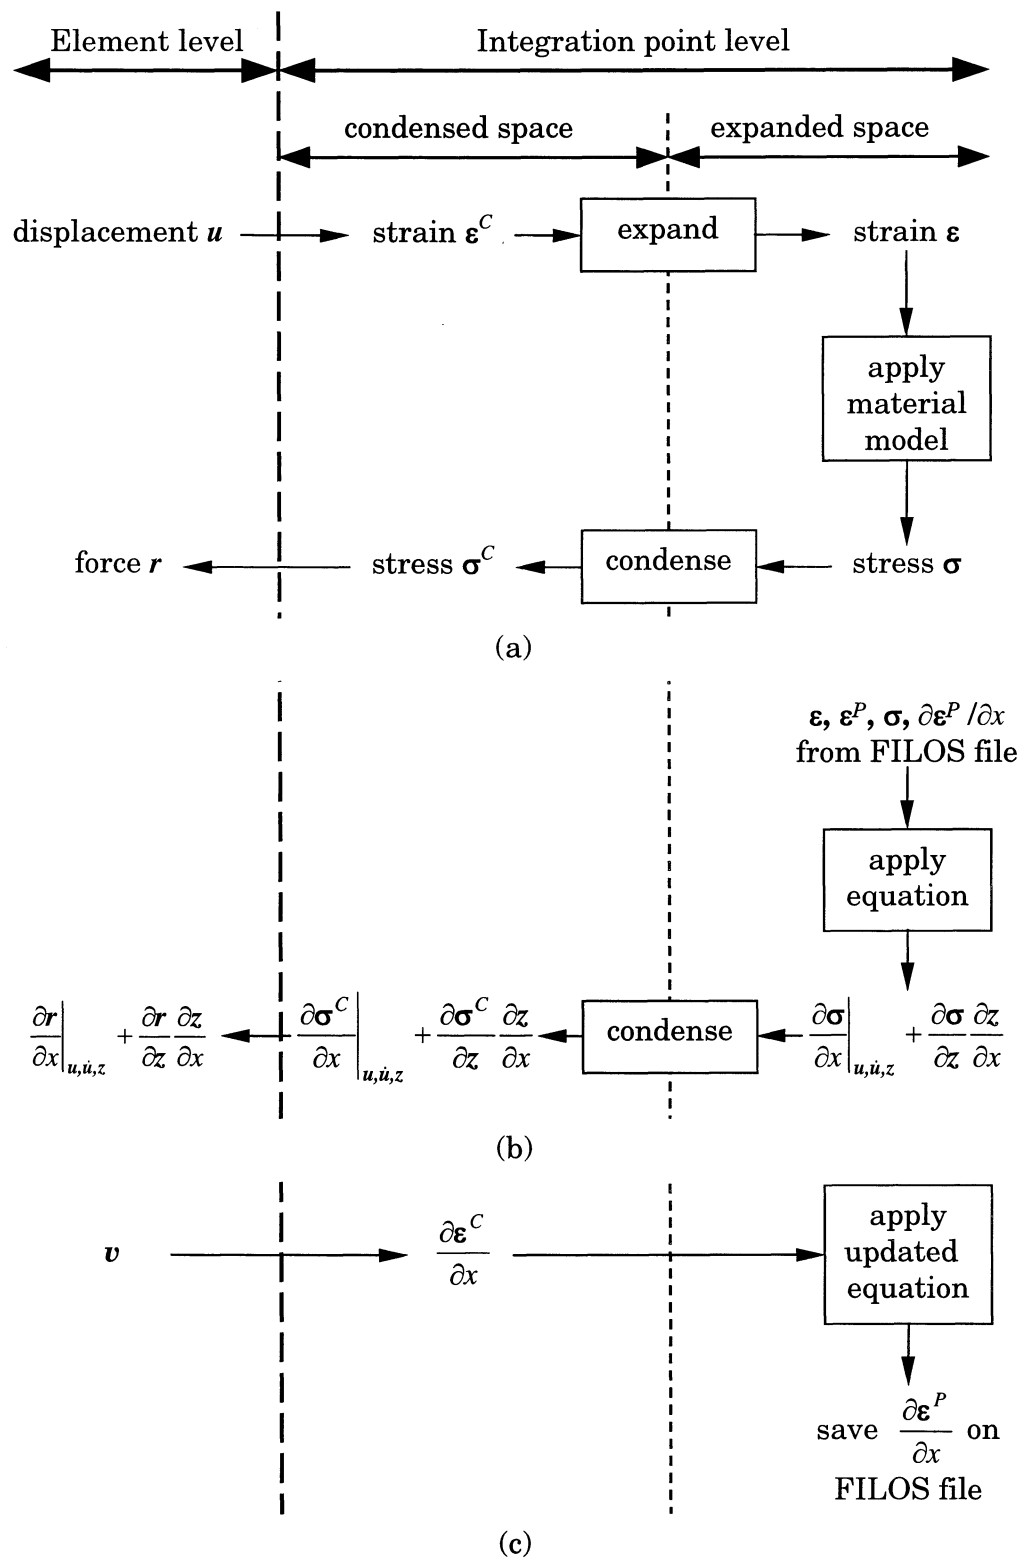 Element level Integration point level
condensed space expanded space
displacement u strain ε^C expand strain ε
apply
material
model
force r stress σ^C condense stress σ
(a)
ε, ε^P, σ, ∂ε^P /∂x
from FILOS file
apply
equation
∂r/∂x|u,u̇,z + ∂r/∂z ∂z/∂x ∂σ^C/∂x|u,u̇,z + ∂σ^C/∂z ∂z/∂x condense ∂σ/∂x|u,u̇,z + ∂σ/∂z ∂z/∂x
(b)
v ∂ε^C/∂x apply
updated
equation
save ∂ε^P/∂x on
FILOS file
(c)